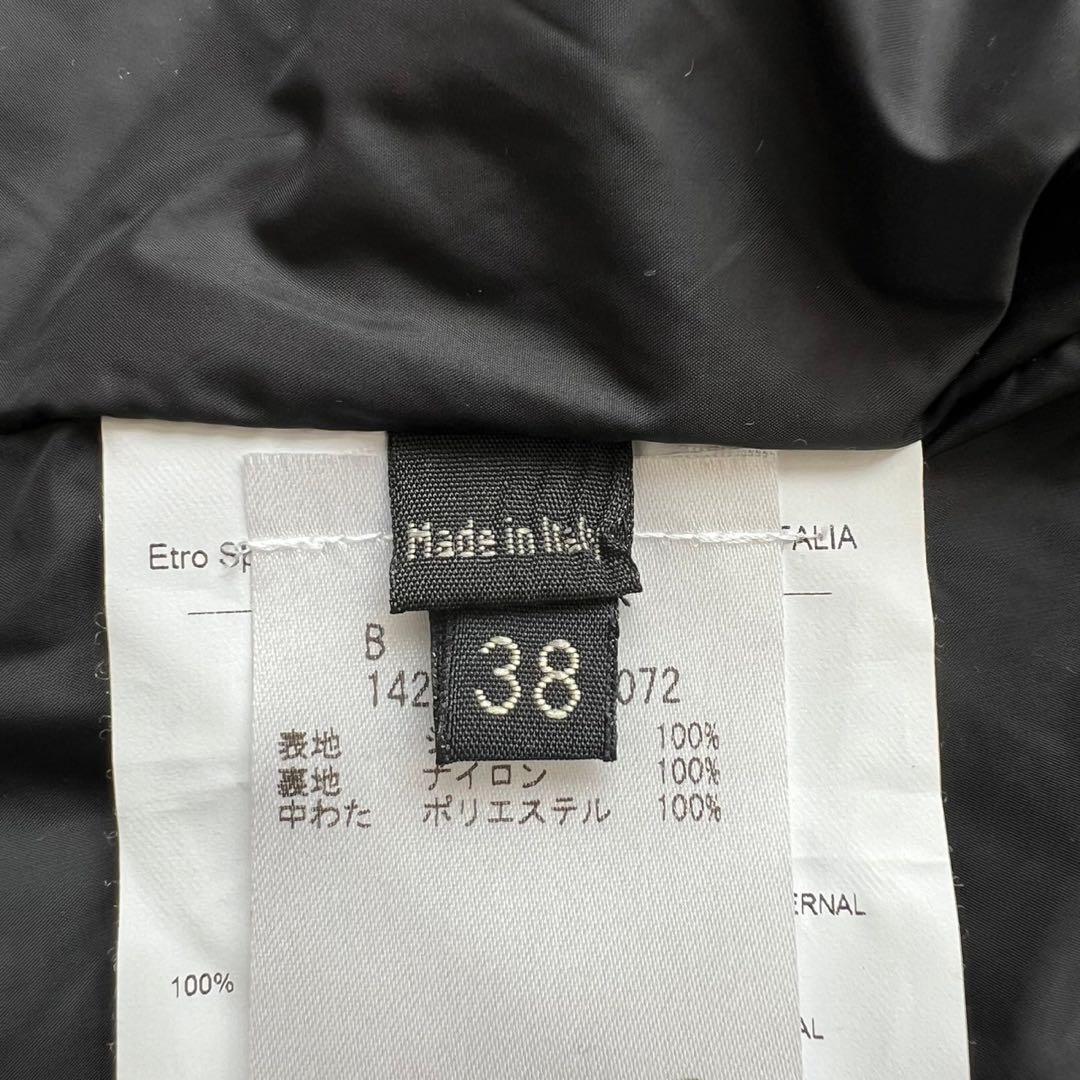 Made in Italy
Etro
TALIA
B
38
142 072
表地 100%
裏地 ナイロン 100%
中わた ポリエステル 100%
ERNAL
100%
AL